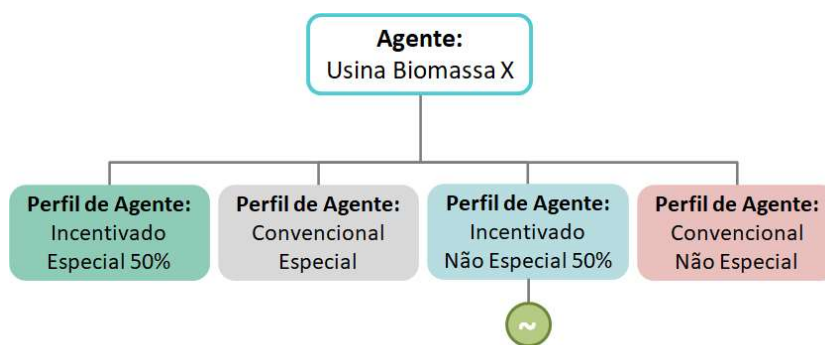 Agente:
Usina Biomassa X
Perfil de Agente:
Incentivado
Especial 50%
Perfil de Agente:
Convencional
Especial
Perfil de Agente:
Incentivado
Não Especial 50%
Perfil de Agente:
Convencional
Não Especial
~